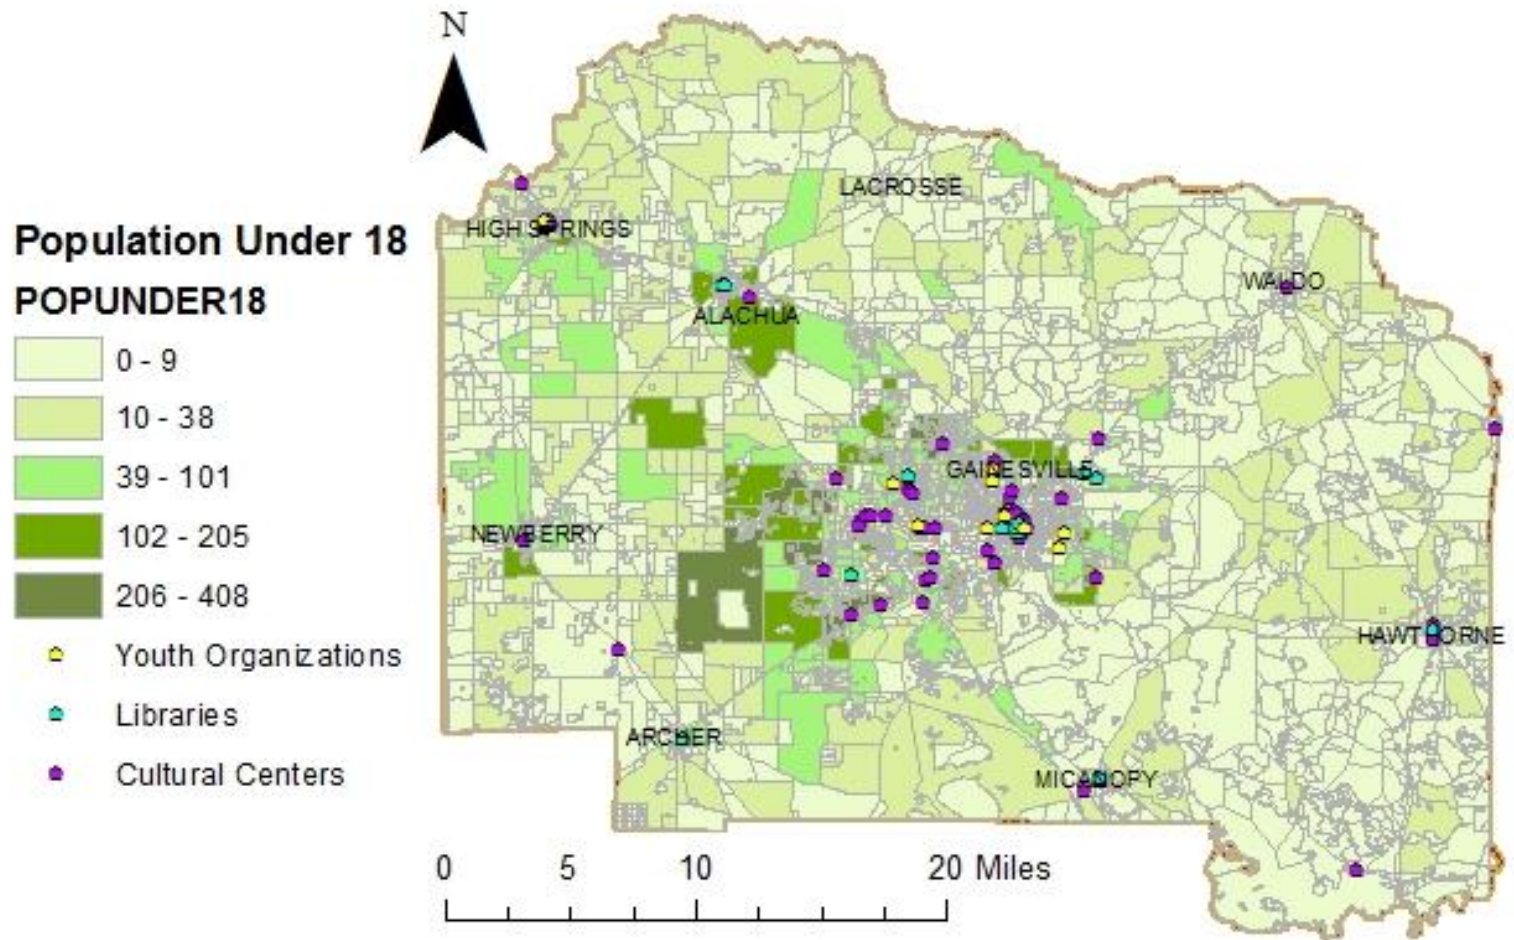 N
LACROSSE
HIGH SPRINGS
Population Under 18
WALDO
POPUNDER18
ALACHUA
0 - 9
10 - 38
39 - 101
GAINESVILLE
102 - 205
NEWBERRY
206 - 408
HAWTHORNE
Youth Organizations
Libraries
ARCHER
Cultural Centers
MICANOPY
0 5 10 20 Miles